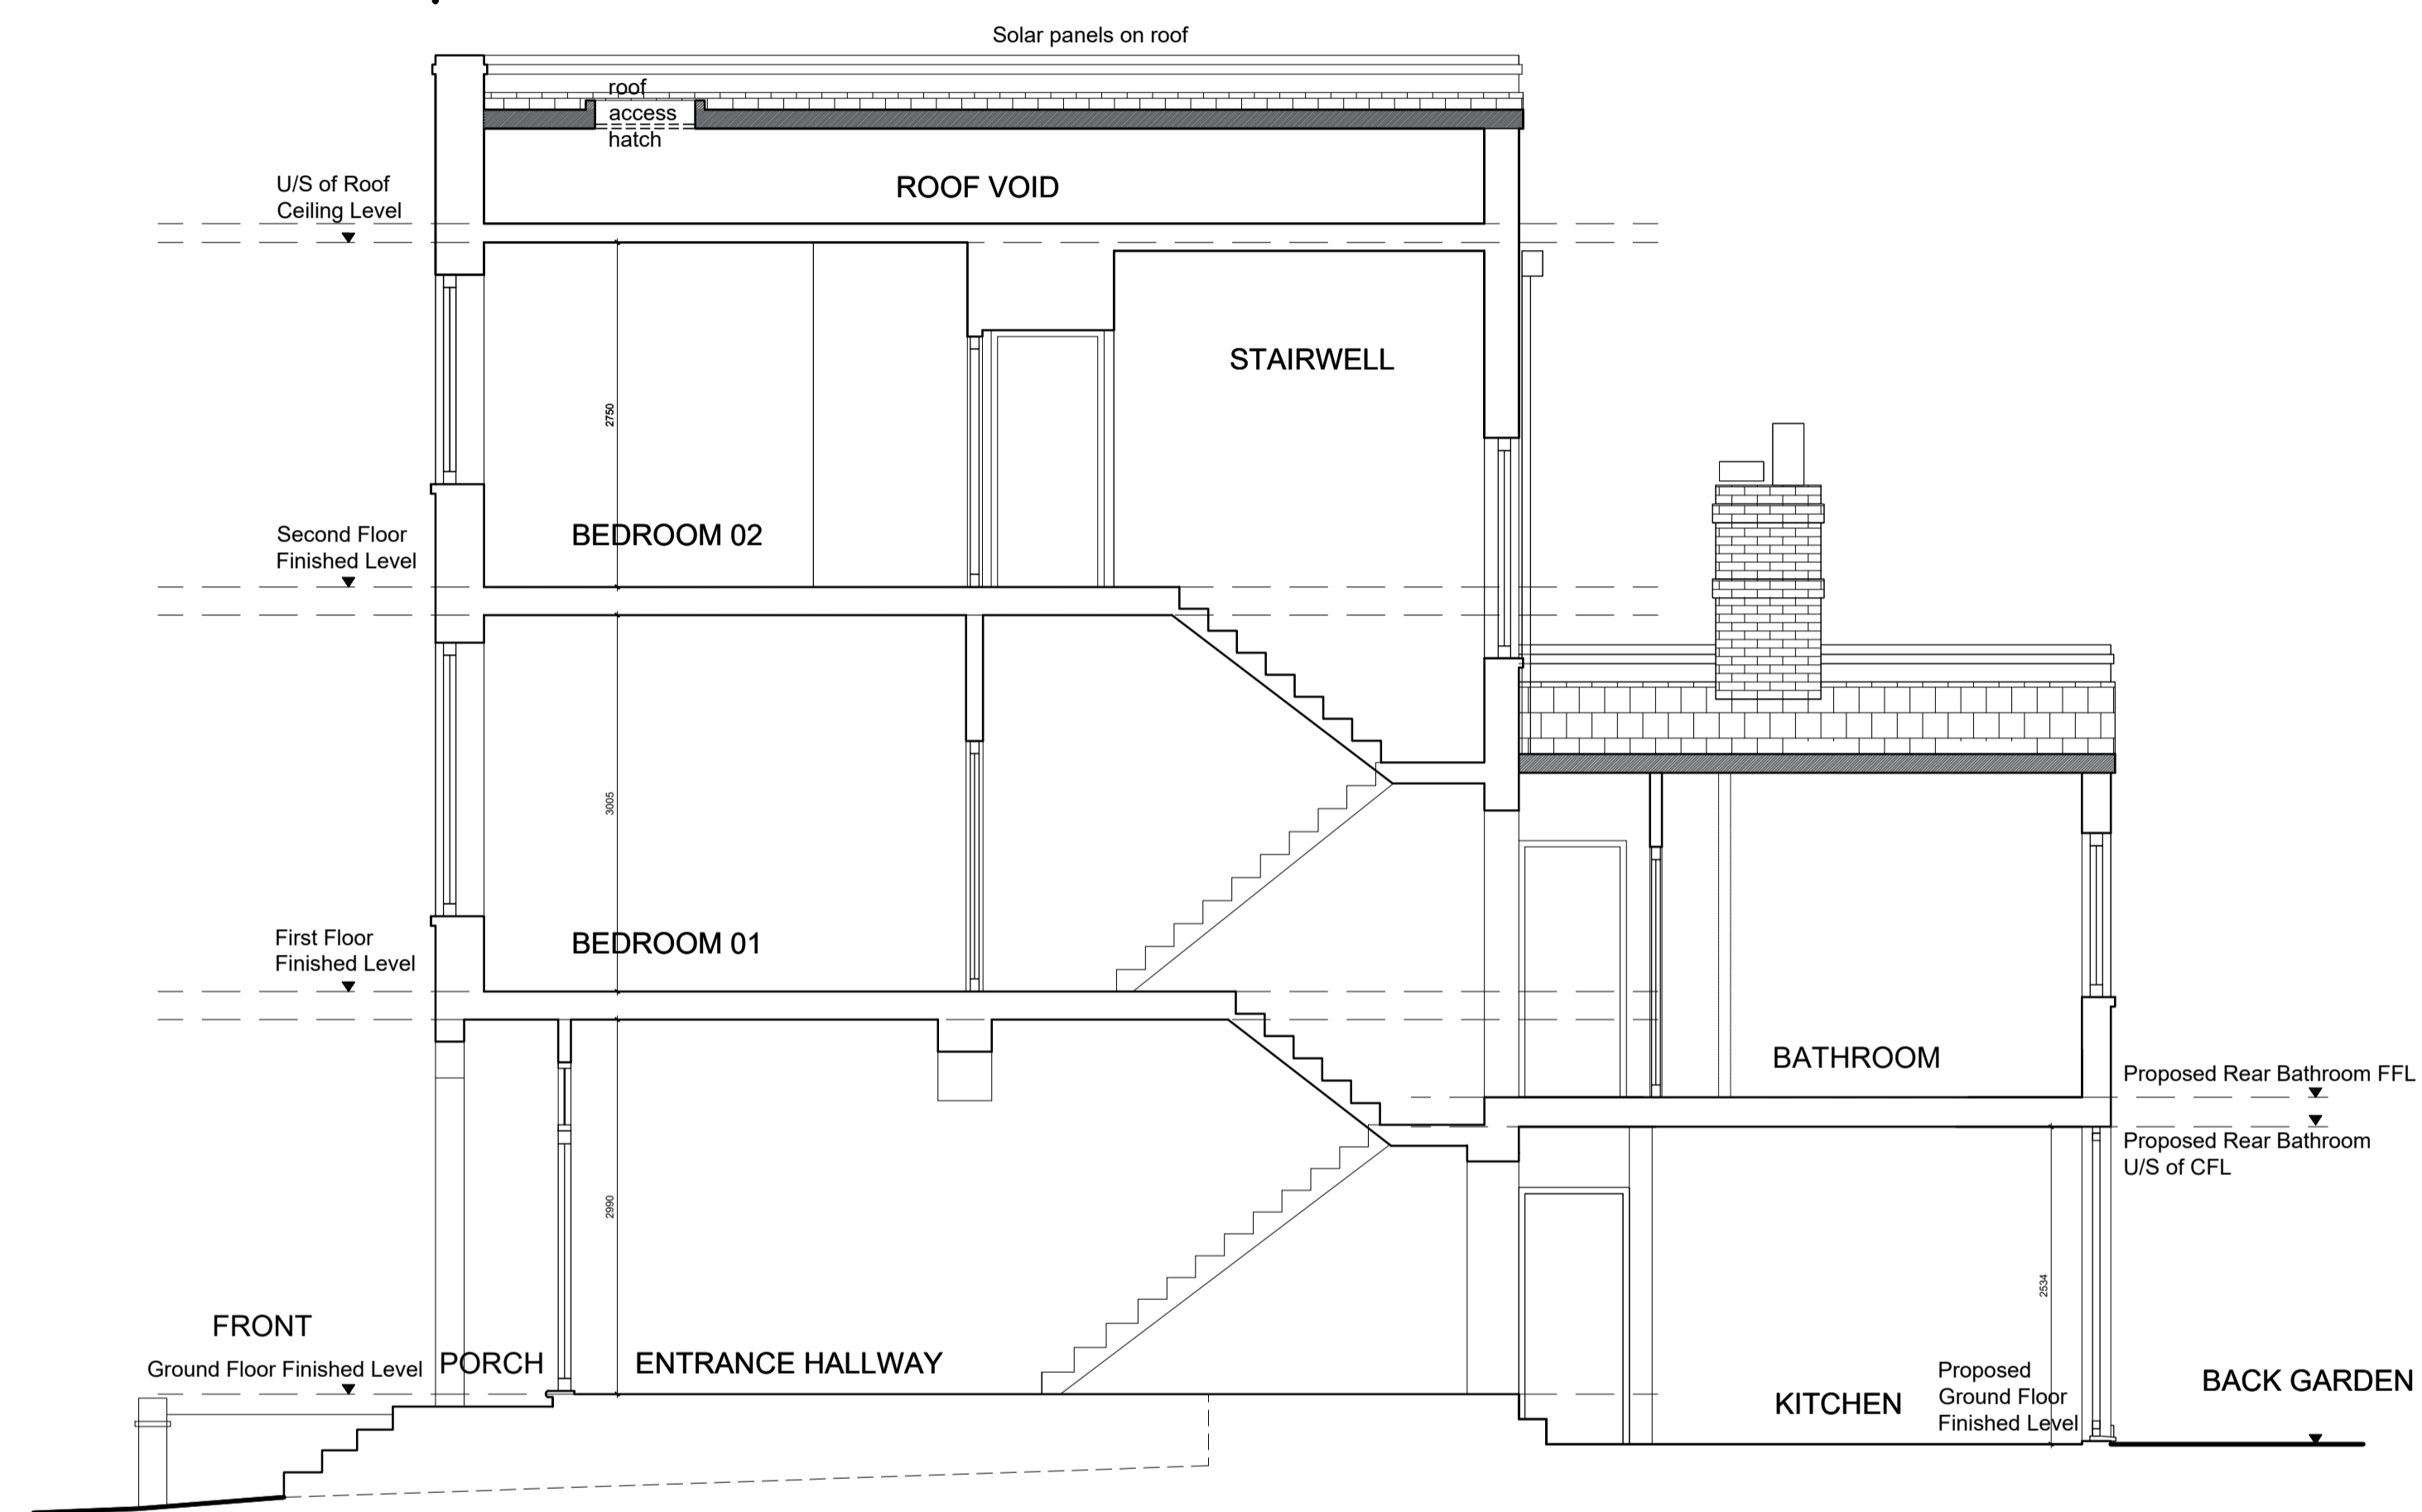 Solar panels on roof
roof
access
hatch
ROOF VOID
U/S of Roof
Ceiling Level
STAIRWELL
2750
BEDROOM 02
Second Floor
Finished Level
3005
BEDROOM 01
First Floor
Finished Level
BATHROOM
Proposed Rear Bathroom FFL
Proposed Rear Bathroom
U/S of CFL
2990
2534
FRONT
Ground Floor Finished Level
PORCH
ENTRANCE HALLWAY
KITCHEN
Proposed
Ground Floor
Finished Level
BACK GARDEN